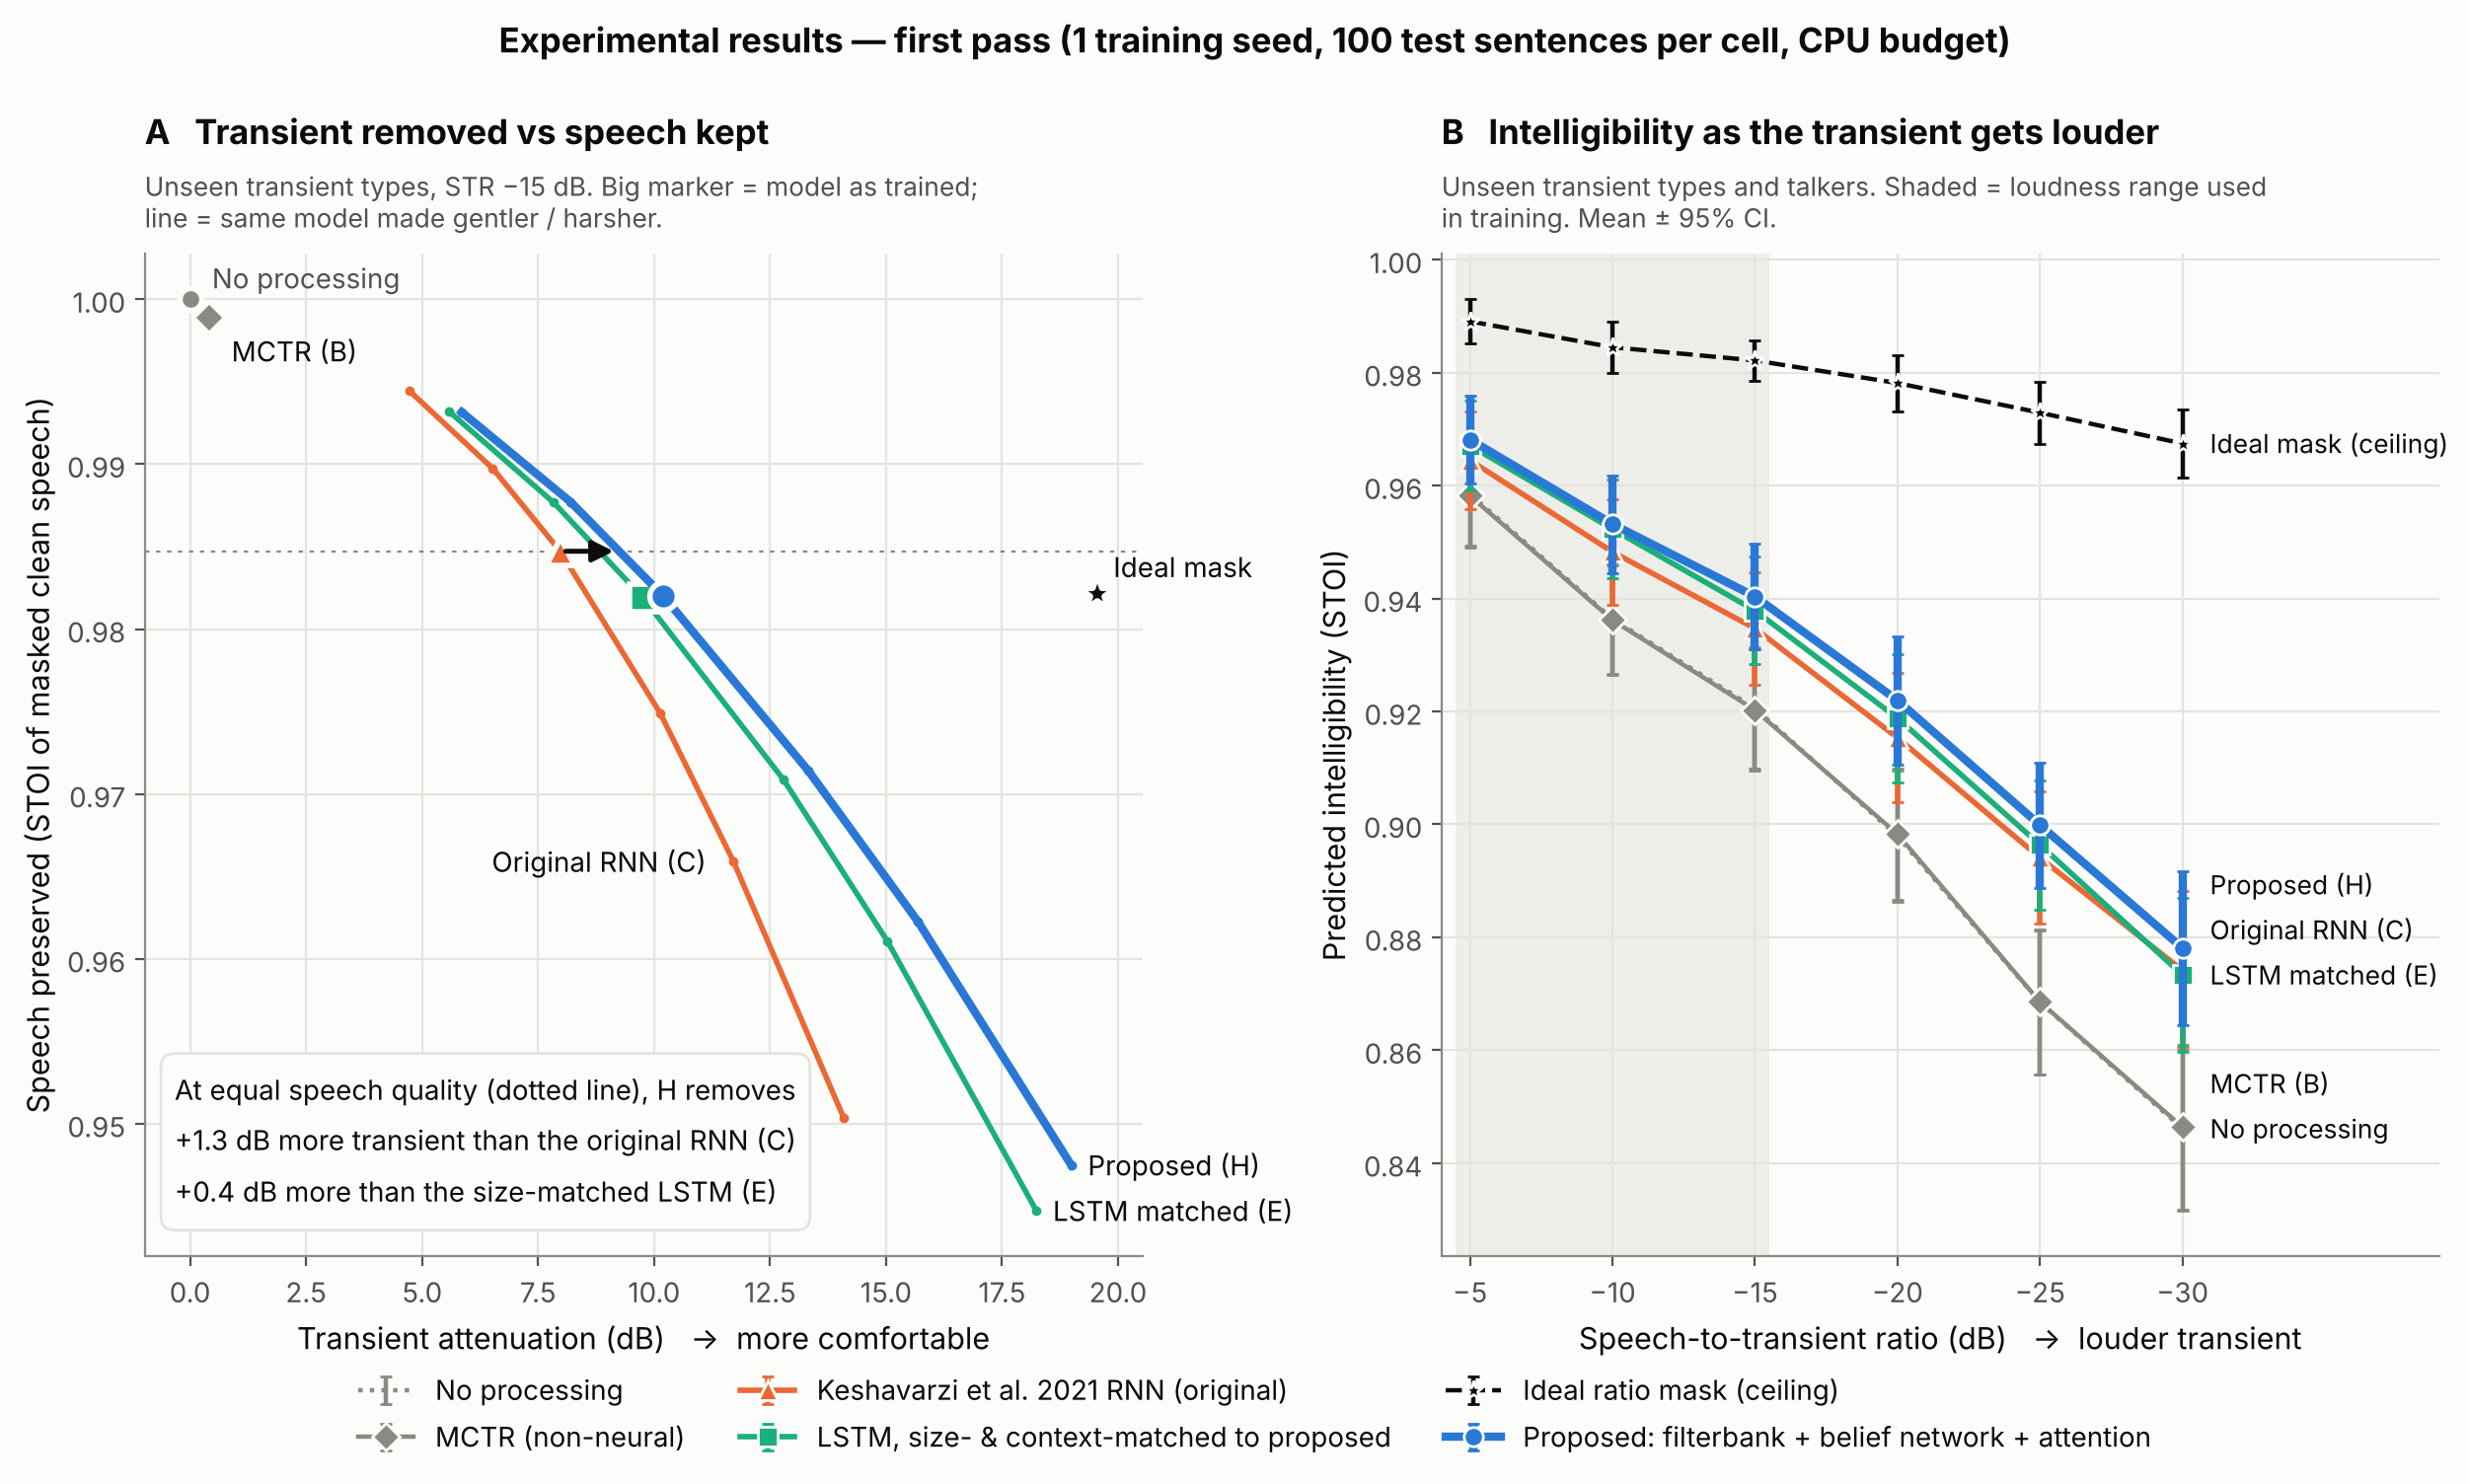 Experimental results — first pass (1 training seed, 100 test sentences per cell, CPU budget)
A Transient removed vs speech kept
Unseen transient types, STR −15 dB. Big marker = model as trained;
line = same model made gentler / harsher.
Speech preserved (STOI of masked clean speech)
1.00
0.99
0.98
0.97
0.96
0.95
No processing
MCTR (B)
Ideal mask
Original RNN (C)
Proposed (H)
LSTM matched (E)
At equal speech quality (dotted line), H removes
+1.3 dB more transient than the original RNN (C)
+0.4 dB more than the size-matched LSTM (E)
0.0 2.5 5.0 7.5 10.0 12.5 15.0 17.5 20.0
Transient attenuation (dB) → more comfortable
B Intelligibility as the transient gets louder
Unseen transient types and talkers. Shaded = loudness range used
in training. Mean ± 95% CI.
Predicted intelligibility (STOI)
1.00
0.98
0.96
0.94
0.92
0.90
0.88
0.86
0.84
Ideal mask (ceiling)
Proposed (H)
Original RNN (C)
LSTM matched (E)
MCTR (B)
No processing
−5 −10 −15 −20 −25 −30
Speech-to-transient ratio (dB) → louder transient
No processing
MCTR (non-neural)
Keshavarzi et al. 2021 RNN (original)
LSTM, size- & context-matched to proposed
Ideal ratio mask (ceiling)
Proposed: filterbank + belief network + attention